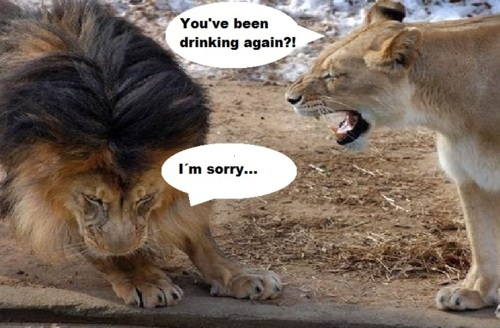 You've been
drinking again?!
I´m sorry...